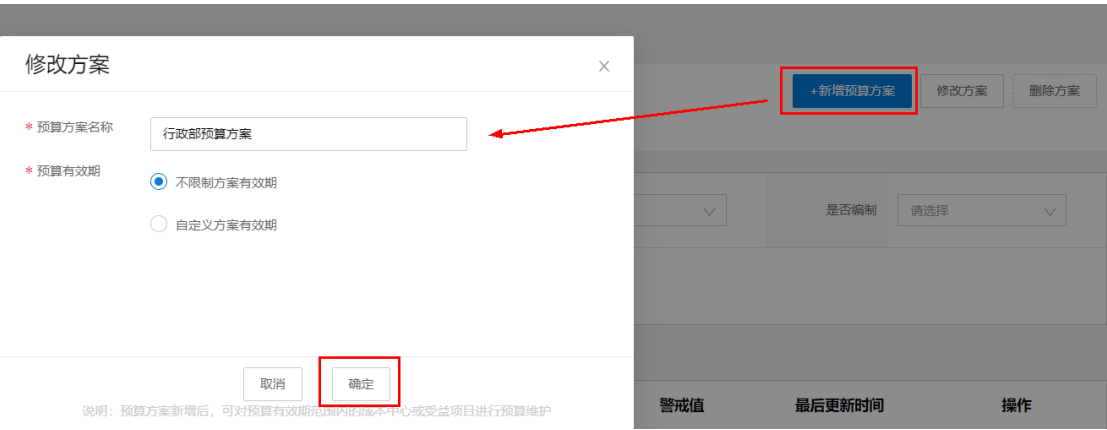 修改方案
+新增预算方案 修改方案 删除方案
* 预算方案名称 行政部预算方案
* 预算有效期 不限制方案有效期
自定义方案有效期
是否编制 请选择
取消 确定
说明：预算方案新增后，可对预算有效期范围内的成本中心或受益项目进行预算维护
警戒值 最后更新时间 操作